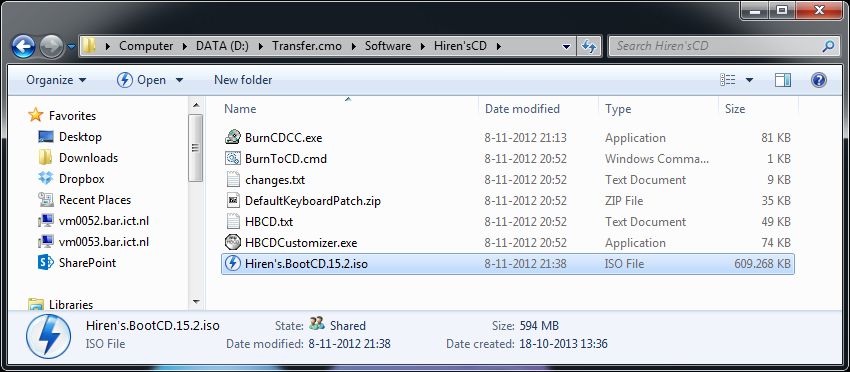 Computer ▸ DATA (D:) ▸ Transfer.cmo ▸ Software ▸ Hiren'sCD ▸ Search Hiren'sCD
Organize Open New folder
Name Date modified Type Size
Favorites
Desktop
Downloads
Dropbox
Recent Places
vm0052.bar.ict.nl
vm0053.bar.ict.nl
SharePoint
Libraries
BurnCDCC.exe 8-11-2012 21:13 Application 81 KB
BurnToCD.cmd 8-11-2012 20:52 Windows Comma... 1 KB
changes.txt 8-11-2012 20:52 Text Document 9 KB
DefaultKeyboardPatch.zip 8-11-2012 20:52 ZIP File 35 KB
HBCD.txt 8-11-2012 20:52 Text Document 49 KB
HBCDCustomizer.exe 8-11-2012 20:52 Application 74 KB
Hiren's.BootCD.15.2.iso 8-11-2012 21:38 ISO File 609.268 KB
Hiren's.BootCD.15.2.iso State: Shared Size: 594 MB
ISO File Date modified: 8-11-2012 21:38 Date created: 18-10-2013 13:36